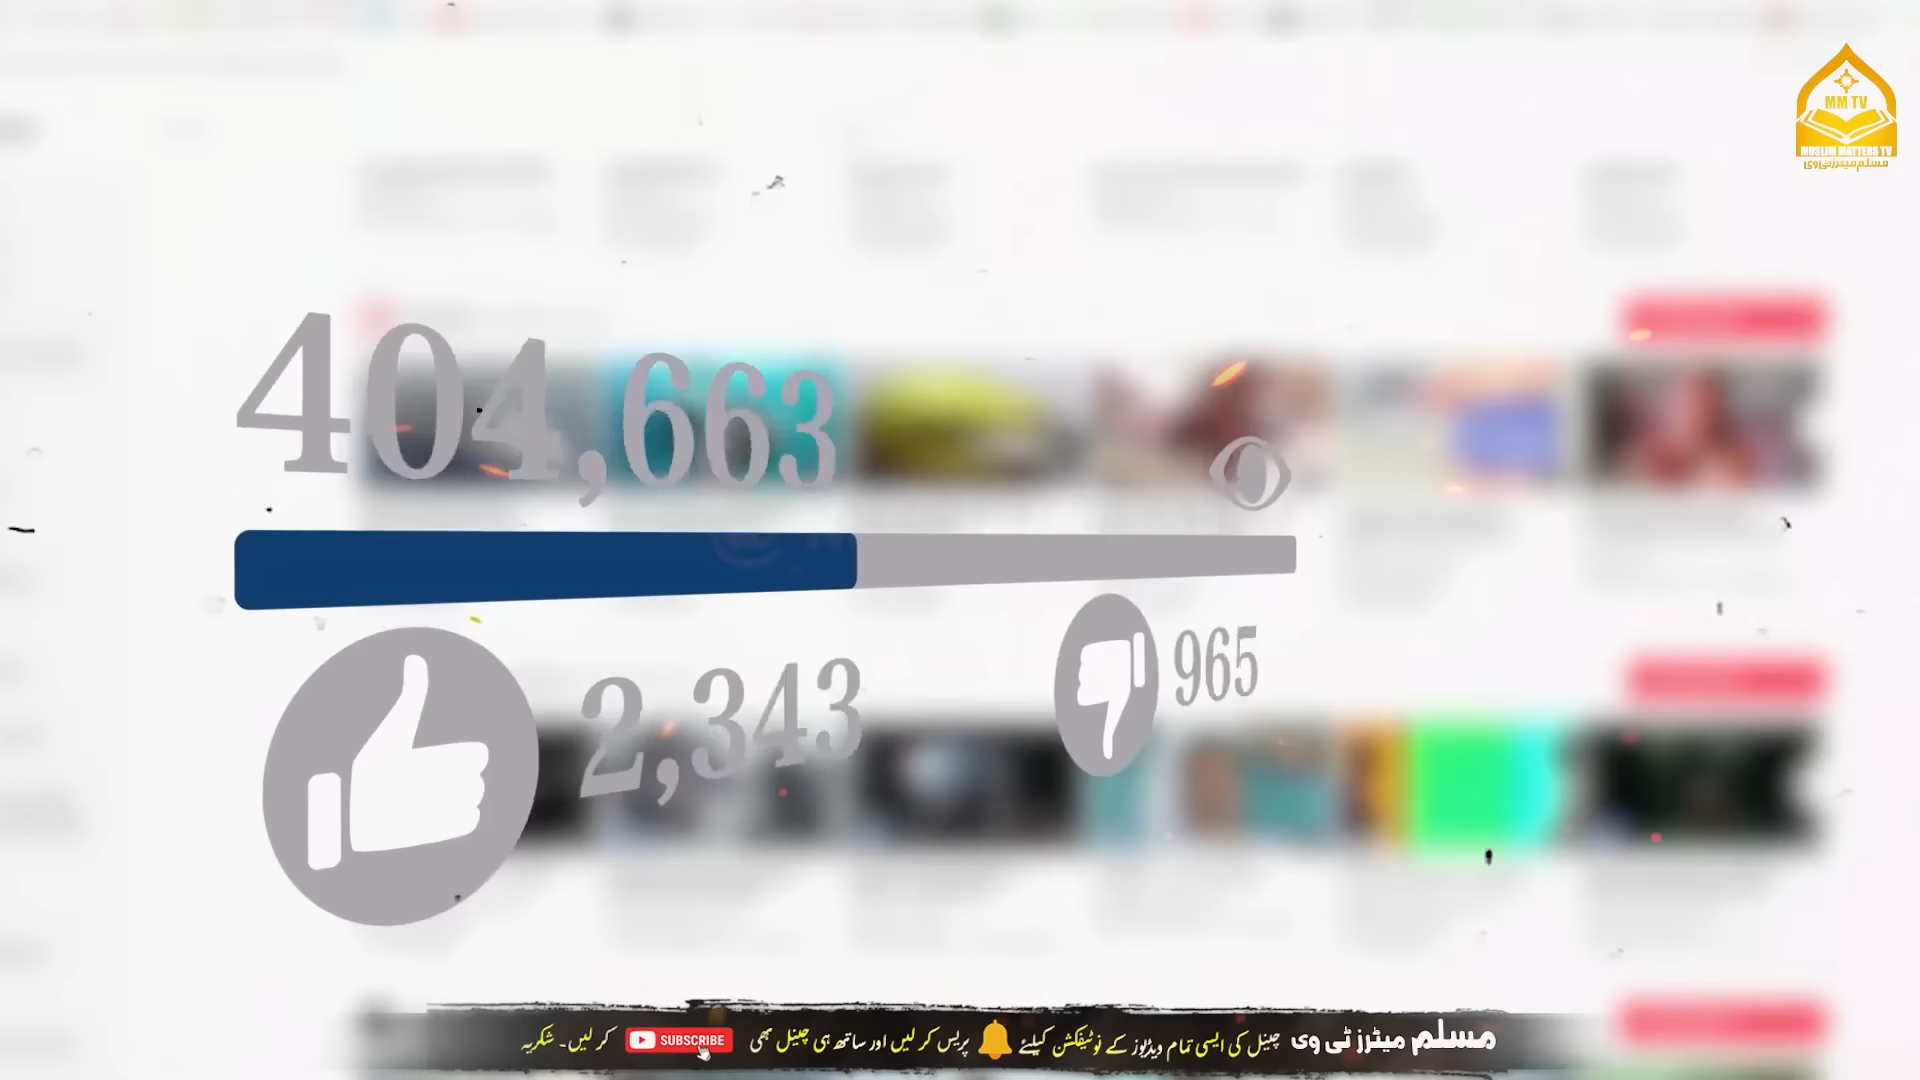 MM TV
MUSLIM MATTERS TV
مسلم میٹرز ٹی وی
404,663
2,343
965
مسلم میٹرز ٹی وی چینل کی ایسی تمام ویڈیوز کے نوٹیفکشن کیلئے پریس کر لیں اور ساتھ ہی چینل بھی SUBSCRIBE کر لیں۔ شکریہ